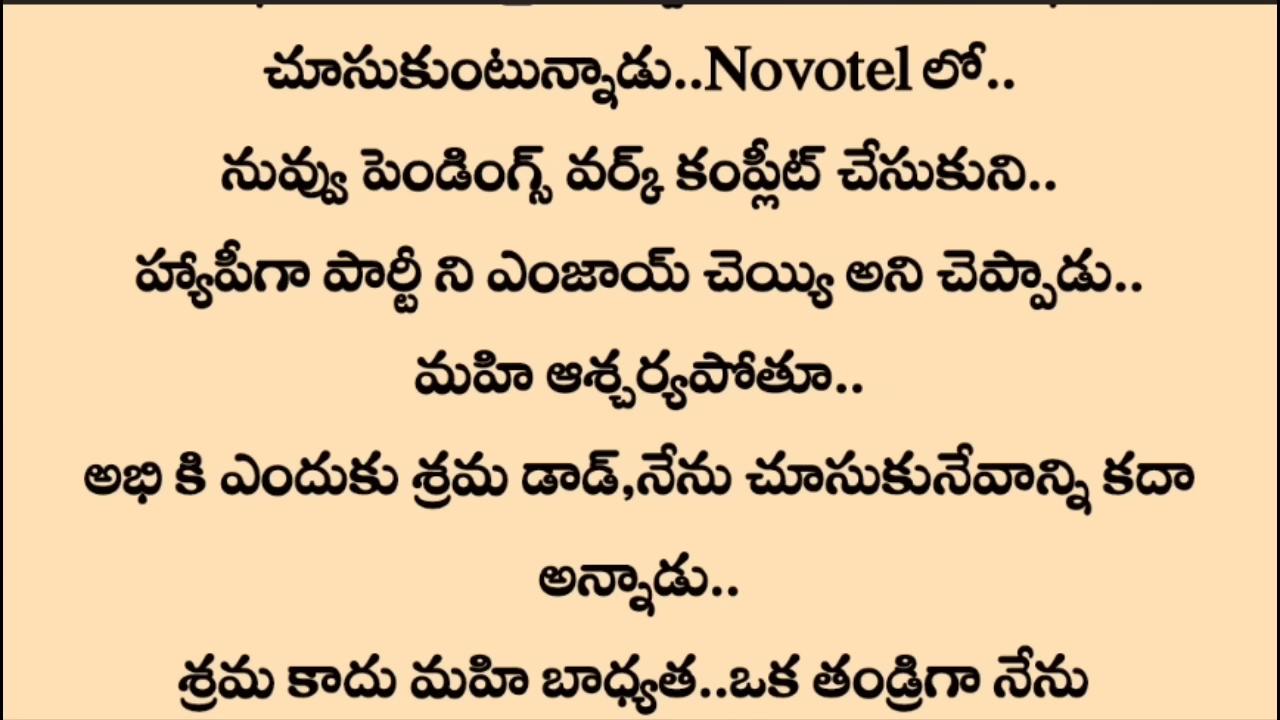 చూసుకుంటున్నాడు..Novotel లో..
నువ్వు పెండింగ్స్ వర్క్ కంప్లీట్ చేసుకుని..
హ్యాపీగా పార్టీ ని ఎంజాయ్ చెయ్యి అని చెప్పాడు..
మహి ఆశ్చర్యపోతూ..
అభి కి ఎందుకు శ్రమ డాడ్,నేను చూసుకునేవాన్ని కదా
అన్నాడు..
శ్రమ కాదు మహి బాధ్యత..ఒక తండ్రిగా నేను